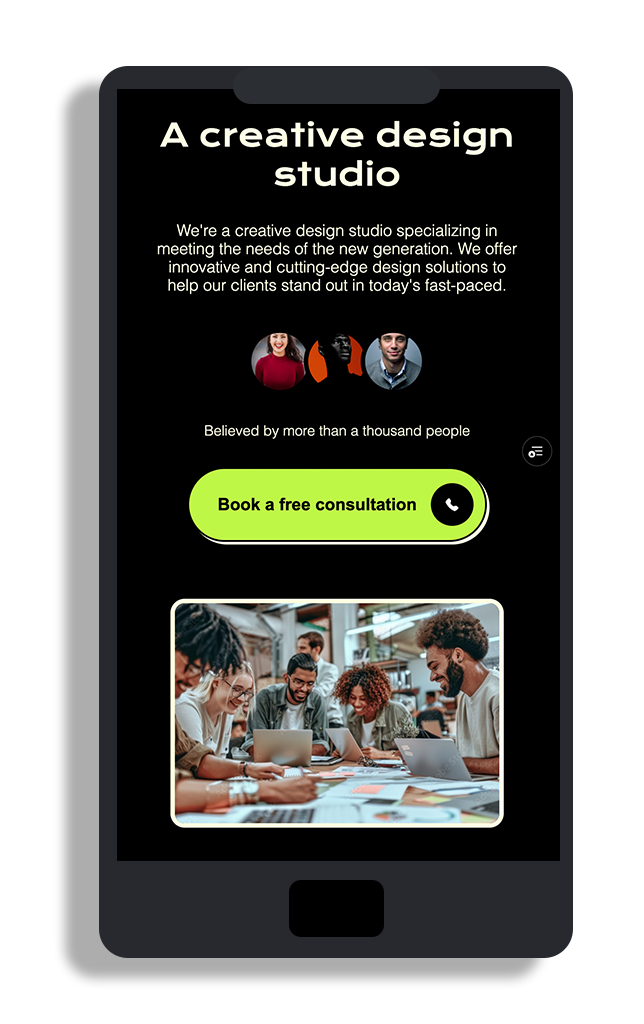 A creative design
studio
We're a creative design studio specializing in
meeting the needs of the new generation. We offer
innovative and cutting-edge design solutions to
help our clients stand out in today's fast-paced.
Believed by more than a thousand people
Book a free consultation